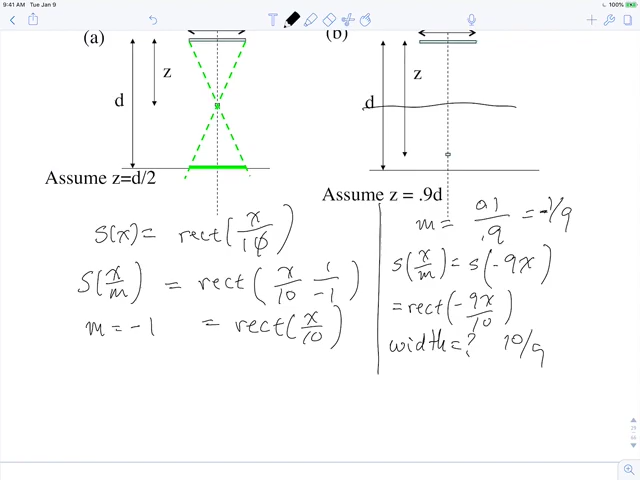 9:41 AM Tue Jan 9
100%
(a)
d
z
Assume z=d/2
s(x) = rect(x/10)
s(x/m) = rect(x/10 1/-1)
m = -1 = rect(x/10)
(b)
d
z
Assume z = .9d
m = 0.1/.9 = -1/9
s(x/m) = s(-9x)
= rect(-9x/10)
width = ? 10/9